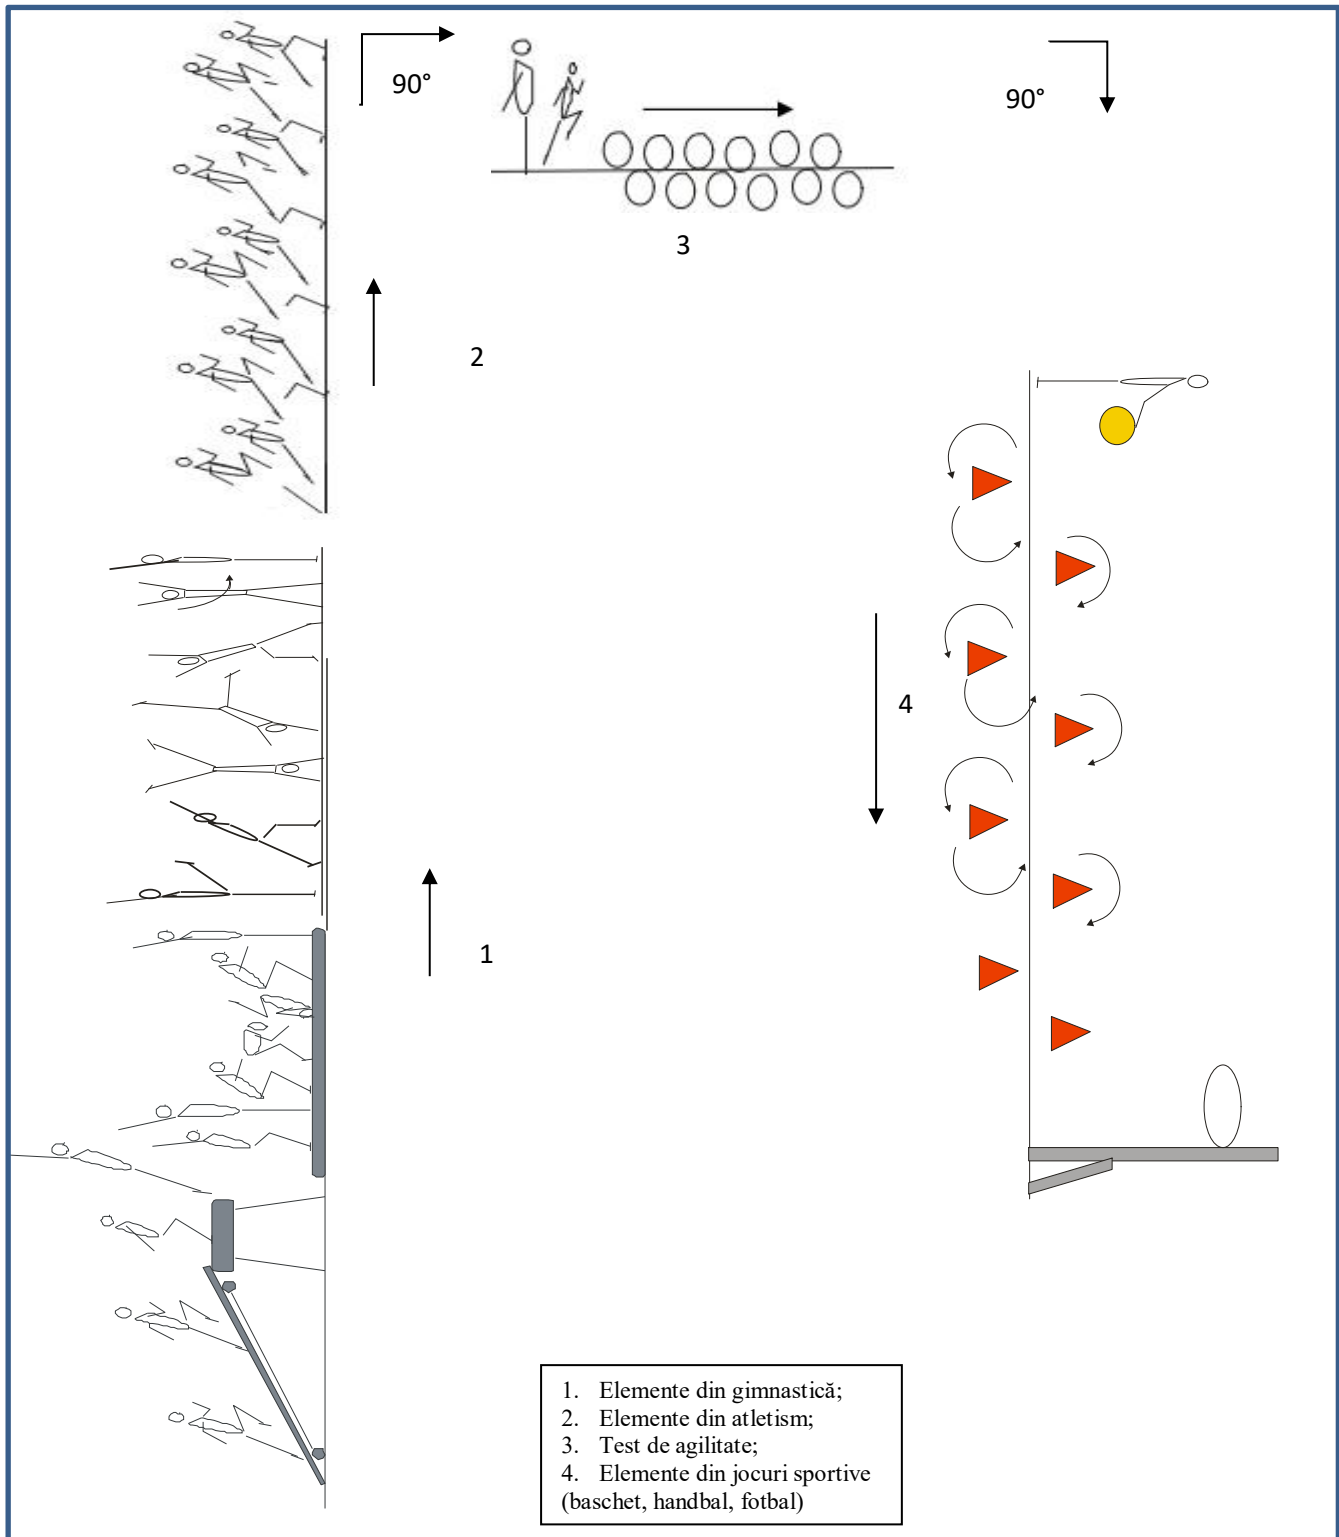 90°
90°
3
2
4
1
1. Elemente din gimnastică;
2. Elemente din atletism;
3. Test de agilitate;
4. Elemente din jocuri sportive
(baschet, handbal, fotbal)